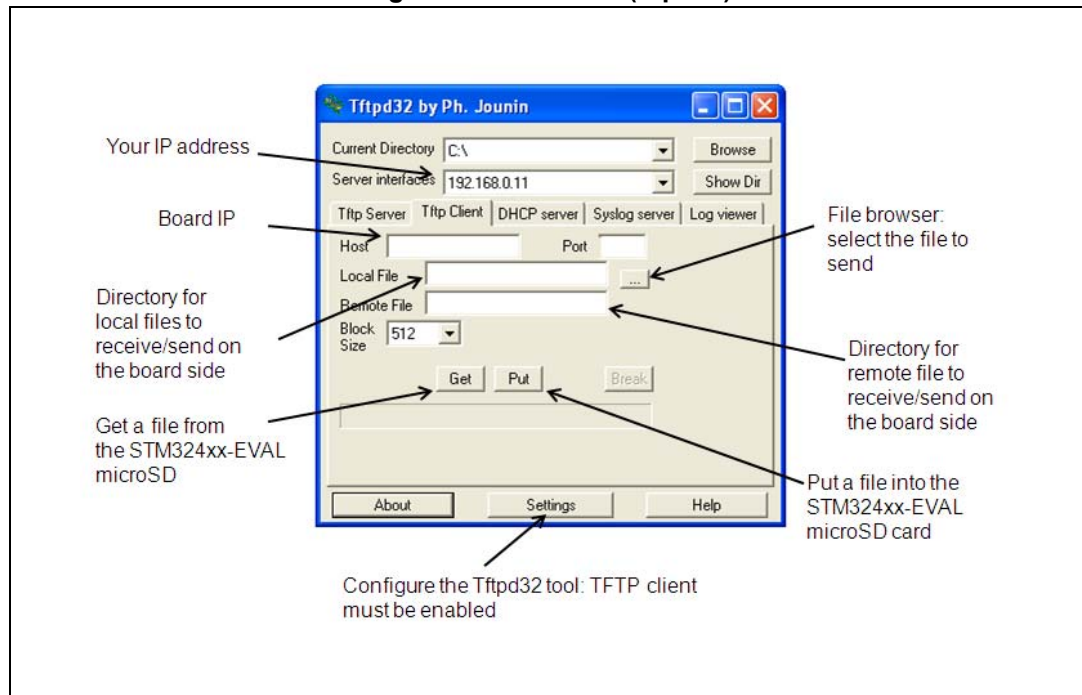 Tftpd32 by Ph. Jounin
Your IP address
Current Directory C:\ Browse
Server interfaces 192.168.0.11 Show Dir
Board IP
Tftp Server Tftp Client DHCP server Syslog server Log viewer
Host Port
File browser:
select the file to
send
Local File ...
Remote File
Directory for
local files to
receive/send on
the board side
Block
Size 512
Directory for
remote file to
receive/send on
the board side
Get Put Break
Get a file from
the STM324xx-EVAL
microSD
Put a file into the
STM324xx-EVAL
microSD card
About Settings Help
Configure the Tftpd32 tool: TFTP client
must be enabled